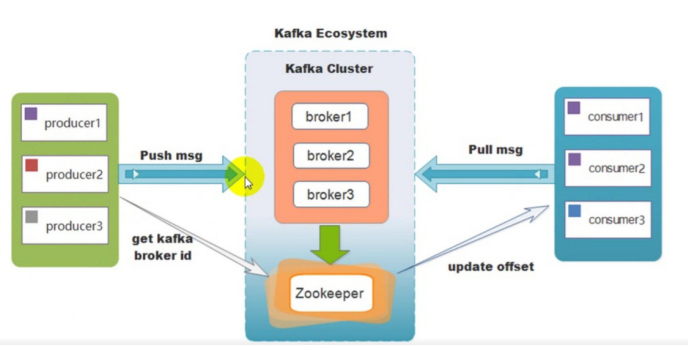 Kafka Ecosystem
Kafka Cluster
producer1
producer2
producer3
Push msg
get kafka
broker id
broker1
broker2
broker3
Zookeeper
Pull msg
update offset
consumer1
consumer2
consumer3